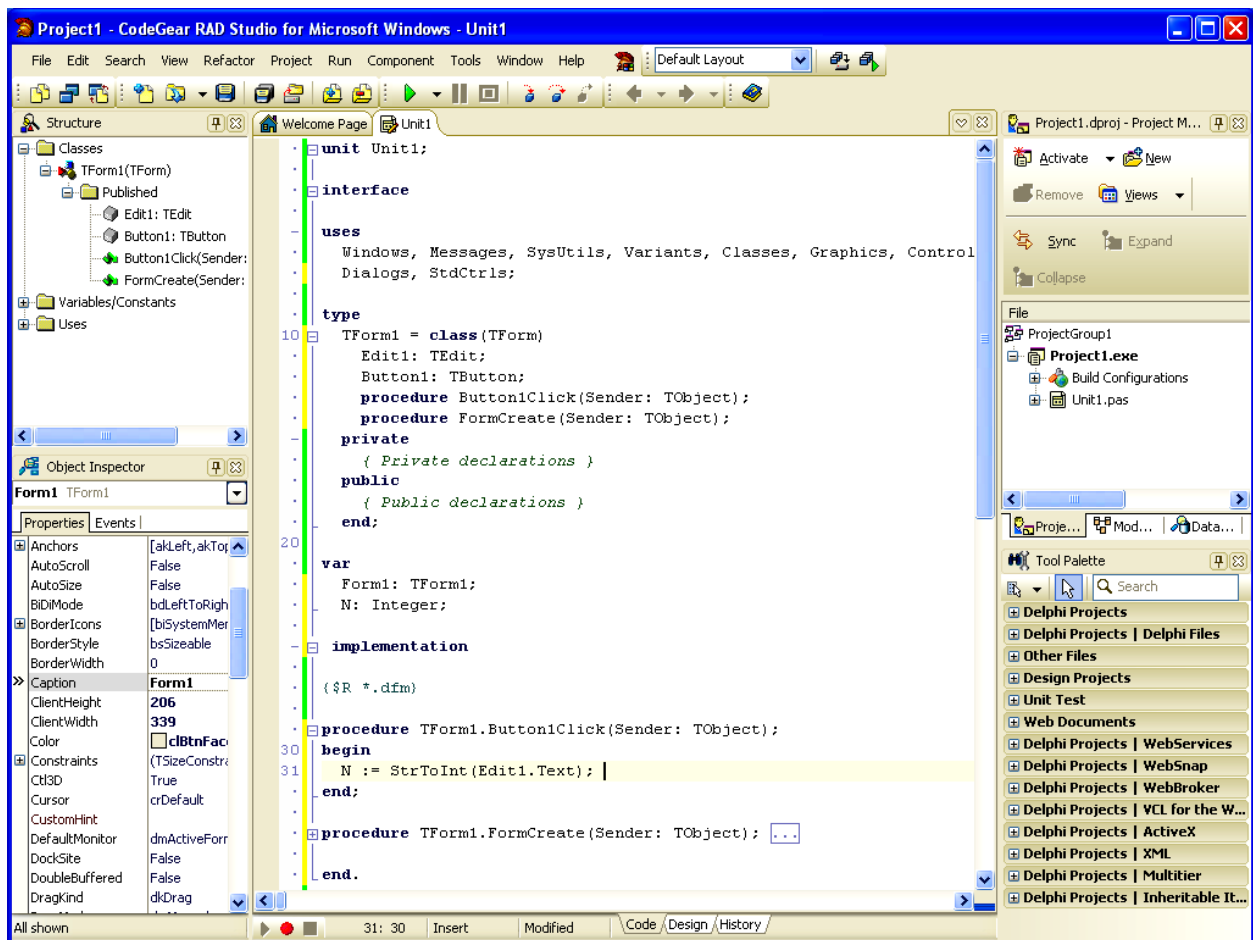 Project1 - CodeGear RAD Studio for Microsoft Windows - Unit1
File Edit Search View Refactor Project Run Component Tools Window Help Default Layout
Structure
Classes
TForm1(TForm)
Published
Edit1: TEdit
Button1: TButton
Button1Click(Sender:
FormCreate(Sender:
Variables/Constants
Uses
Object Inspector
Form1 TForm1
Properties Events
Anchors [akLeft,akTop
AutoScroll False
AutoSize False
BiDiMode bdLeftToRigh
BorderIcons [biSystemMer
BorderStyle bsSizeable
BorderWidth 0
Caption Form1
ClientHeight 206
ClientWidth 339
Color clBtnFac
Constraints (TSizeConstra
Ctl3D True
Cursor crDefault
CustomHint
DefaultMonitor dmActiveForr
DockSite False
DoubleBuffered False
DragKind dkDrag
All shown
Welcome Page Unit1
unit Unit1;
interface
uses
Windows, Messages, SysUtils, Variants, Classes, Graphics, Control
Dialogs, StdCtrls;
type
10 TForm1 = class(TForm)
Edit1: TEdit;
Button1: TButton;
procedure Button1Click(Sender: TObject);
procedure FormCreate(Sender: TObject);
private
{ Private declarations }
public
{ Public declarations }
end;
20
var
Form1: TForm1;
N: Integer;
implementation
{$R *.dfm}
procedure TForm1.Button1Click(Sender: TObject);
30 begin
31 N := StrToInt(Edit1.Text);
end;
procedure TForm1.FormCreate(Sender: TObject); ...
end.
31: 30 Insert Modified Code Design History
Project1.dproj - Project M...
Activate New
Remove Views
Sync Expand
Collapse
File
ProjectGroup1
Project1.exe
Build Configurations
Unit1.pas
Proje... Mod... Data...
Tool Palette
Search
Delphi Projects
Delphi Projects | Delphi Files
Other Files
Design Projects
Unit Test
Web Documents
Delphi Projects | WebServices
Delphi Projects | WebSnap
Delphi Projects | WebBroker
Delphi Projects | VCL for the W...
Delphi Projects | ActiveX
Delphi Projects | XML
Delphi Projects | Multitier
Delphi Projects | Inheritable It...